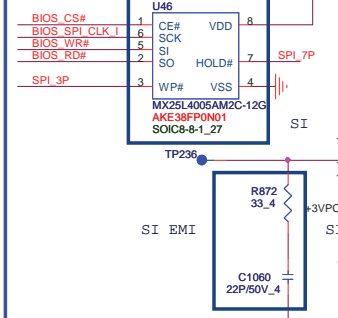 U46
BIOS_CS# 1 CE# VDD 8
BIOS_SPI_CLK_I 6 SCK
BIOS_WR# 5 SI
BIOS_RD# 2 SO HOLD# 7 SPI_7P
SPI_3P 3 WP# VSS 4
MX25L4005AM2C-12G
AKE38FP0N01
SOIC8-8-1_27
SI
TP236
R872
33_4
+3VPC
SI EMI
C1060
22P/50V_4